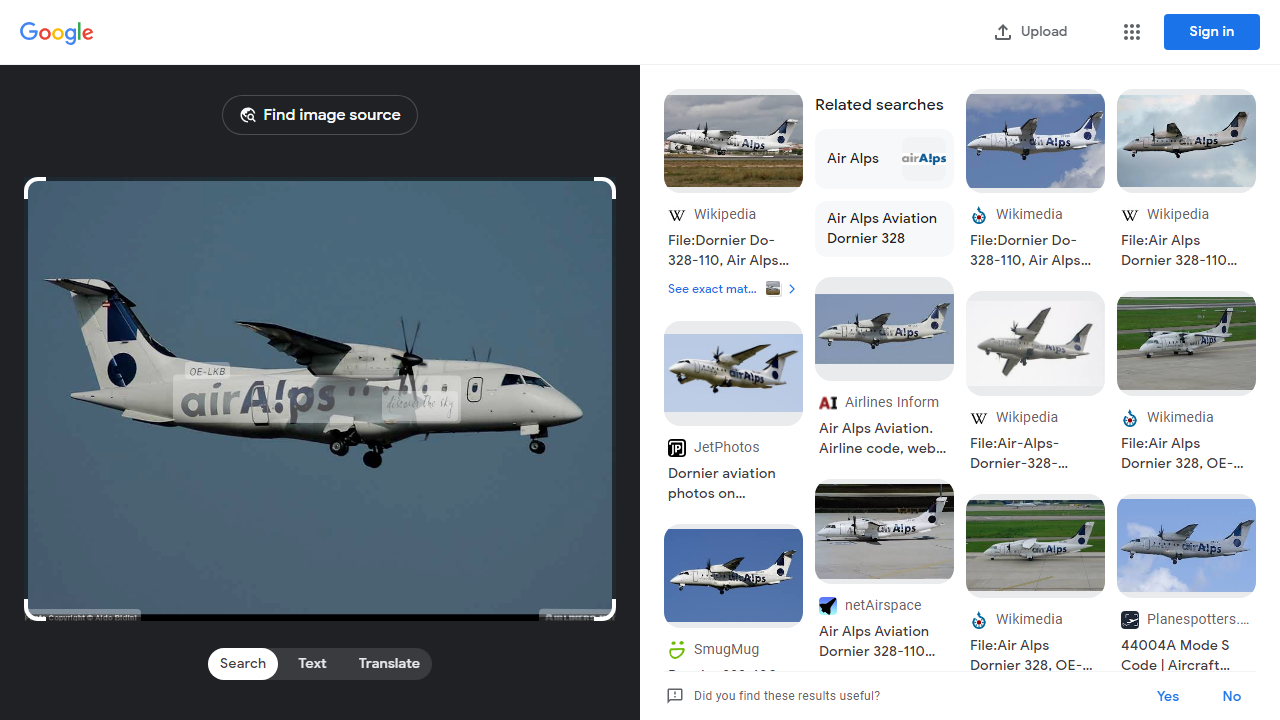 Google
Upload
Sign in
Find image source
OE-LKB
airA!ps
discover the sky
Search
Text
Translate
Wikipedia
File:Dornier Do-
328-110, Air Alps...
See exact mat...
JetPhotos
Dornier aviation
photos on...
SmugMug
Related searches
Air Alps
airA!ps
Air Alps Aviation
Dornier 328
Airlines Inform
Air Alps Aviation.
Airline code, web...
netAirspace
Air Alps Aviation
Dornier 328-110...
Wikimedia
File:Dornier Do-
328-110, Air Alps...
Wikipedia
File:Air-Alps-
Dornier-328-...
Wikimedia
File:Air Alps
Dornier 328, OE-...
Wikipedia
File:Air Alps
Dornier 328-110...
Wikimedia
File:Air Alps
Dornier 328, OE-...
Planespotters....
44004A Mode S
Code | Aircraft...
Did you find these results useful?
Yes
No